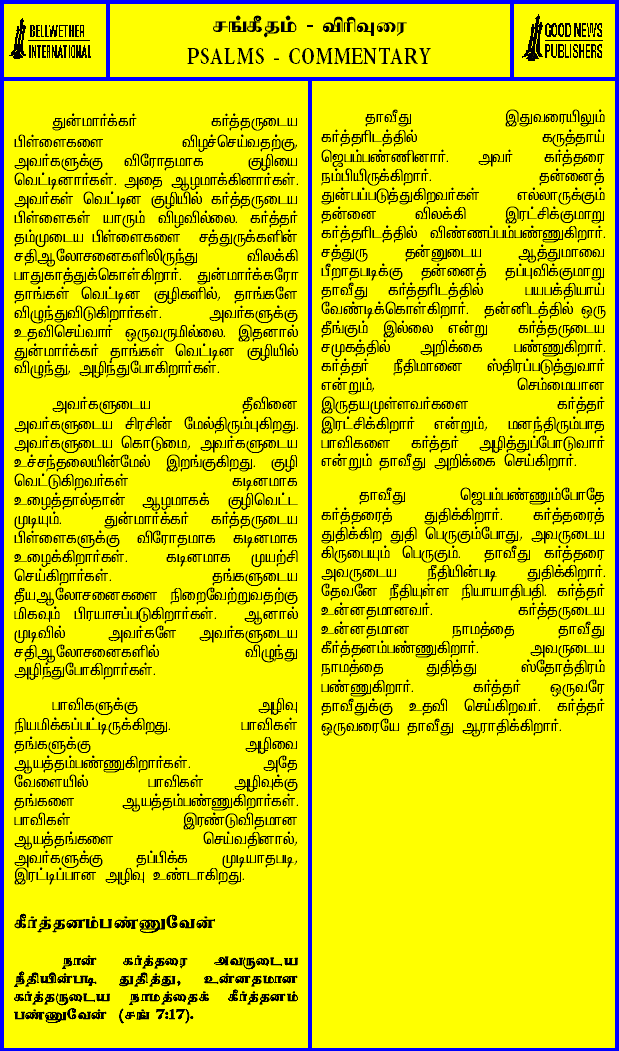 BELLWETHER
INTERNATIONAL
சங்கீதம் - விரிவுரை
PSALMS - COMMENTARY
GOOD NEWS
PUBLISHERS
துன்மார்க்கர் கர்த்தருடைய
பிள்ளைகளை விழச்செய்வதற்கு,
அவர்களுக்கு விரோதமாக குழியை
வெட்டினார்கள். அதை ஆழமாக்கினார்கள்.
அவர்கள் வெட்டின குழியில் கர்த்தருடைய
பிள்ளைகள் யாரும் விழவில்லை. கர்த்தர்
தம்முடைய பிள்ளைகளை சத்துருக்களின்
சதிஆலோசனைகளிலிருந்து விலக்கி
பாதுகாத்துக்கொள்கிறார். துன்மார்க்கரோ
தாங்கள் வெட்டின குழிகளில், தாங்களே
விழுந்துவிடுகிறார்கள். அவர்களுக்கு
உதவிசெய்வார் ஒருவருமில்லை. இதனால்
துன்மார்க்கர் தாங்கள் வெட்டின குழியில்
விழுந்து, அழிந்துபோகிறார்கள்.
அவர்களுடைய தீவினை
அவர்களுடைய சிரசின் மேல்திரும்புகிறது.
அவர்களுடைய கொடுமை, அவர்களுடைய
உச்சந்தலையின்மேல் இறங்குகிறது. குழி
வெட்டுகிறவர்கள் கடினமாக
உழைத்தால்தான் ஆழமாகக் குழிவெட்ட
முடியும். துன்மார்க்கர் கர்த்தருடைய
பிள்ளைகளுக்கு விரோதமாக கடினமாக
உழைக்கிறார்கள். கடினமாக முயற்சி
செய்கிறார்கள். தங்களுடைய
தீயஆலோசனைகளை நிறைவேற்றுவதற்கு
மிகவும் பிரயாசப்படுகிறார்கள். ஆனால்
முடிவில் அவர்களே அவர்களுடைய
சதிஆலோசனைகளில் விழுந்து
அழிந்துபோகிறார்கள்.
பாவிகளுக்கு அழிவு
நியமிக்கப்பட்டிருக்கிறது. பாவிகள்
தங்களுக்கு அழிவை
ஆயத்தம்பண்ணுகிறார்கள். அதே
வேளையில் பாவிகள் அழிவுக்கு
தங்களை ஆயத்தம்பண்ணுகிறார்கள்.
பாவிகள் இரண்டுவிதமான
ஆயத்தங்களை செய்வதினால்,
அவர்களுக்கு தப்பிக்க முடியாதபடி,
இரட்டிப்பான அழிவு உண்டாகிறது.
கீர்த்தனம்பண்ணுவேன்
நான் கர்த்தரை அவருடைய
நீதியின்படி துதித்து, உன்னதமான
கர்த்தருடைய நாமத்தைக் கீர்த்தனம்
பண்ணுவேன் (சங் 7:17).
தாவீது இதுவரையிலும்
கர்த்தரிடத்தில் கருத்தாய்
ஜெபம்பண்ணினார். அவர் கர்த்தரை
நம்பியிருக்கிறார். தன்னைத்
துன்பப்படுத்துகிறவர்கள் எல்லாருக்கும்
தன்னை விலக்கி இரட்சிக்குமாறு
கர்த்தரிடத்தில் விண்ணப்பம்பண்ணுகிறார்.
சத்துரு தன்னுடைய ஆத்துமாவை
பீறாதபடிக்கு தன்னைத் தப்புவிக்குமாறு
தாவீது கர்த்தரிடத்தில் பயபக்தியாய்
வேண்டிக்கொள்கிறார். தன்னிடத்தில் ஒரு
தீங்கும் இல்லை என்று கர்த்தருடைய
சமுகத்தில் அறிக்கை பண்ணுகிறார்.
கர்த்தர் நீதிமானை ஸ்திரப்படுத்துவார்
என்றும், செம்மையான
இருதயமுள்ளவர்களை கர்த்தர்
இரட்சிக்கிறார் என்றும், மனந்திரும்பாத
பாவிகளை கர்த்தர் அழித்துப்போடுவார்
என்றும் தாவீது அறிக்கை செய்கிறார்.
தாவீது ஜெபம்பண்ணும்போதே
கர்த்தரைத் துதிக்கிறார். கர்த்தரைத்
துதிக்கிற துதி பெருகும்போது, அவருடைய
கிருபையும் பெருகும். தாவீது கர்த்தரை
அவருடைய நீதியின்படி துதிக்கிறார்.
தேவனே நீதியுள்ள நியாயாதிபதி. கர்த்தர்
உன்னதமானவர். கர்த்தருடைய
உன்னதமான நாமத்தை தாவீது
கீர்த்தனம்பண்ணுகிறார். அவருடைய
நாமத்தை துதித்து ஸ்தோத்திரம்
பண்ணுகிறார். கர்த்தர் ஒருவரே
தாவீதுக்கு உதவி செய்கிறவர். கர்த்தர்
ஒருவரையே தாவீது ஆராதிக்கிறார்.